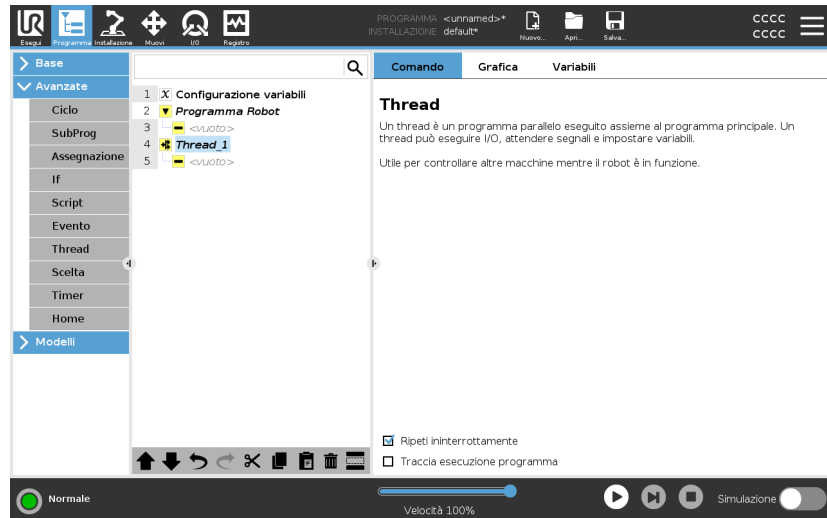 UR
Esegui
Programma
Installazione
Muovi
I/O
Registro
PROGRAMMA <unnamed>*
INSTALLAZIONE default*
Nuovo...
Apri...
Salva...
cccc
cccc
Base
Avanzate
Ciclo
SubProg
Assegnazione
If
Script
Evento
Thread
Scelta
Timer
Home
Modelli
1 X Configurazione variabili
2 Programma Robot
3 <vuoto>
4 Thread_1
5 <vuoto>
Comando
Grafica
Variabili
Thread
Un thread è un programma parallelo eseguito assieme al programma principale. Un
thread può eseguire I/O, attendere segnali e impostare variabili.
Utile per controllare altre macchine mentre il robot è in funzione.
Ripeti ininterrottamente
Traccia esecuzione programma
Normale
Velocità 100%
Simulazione